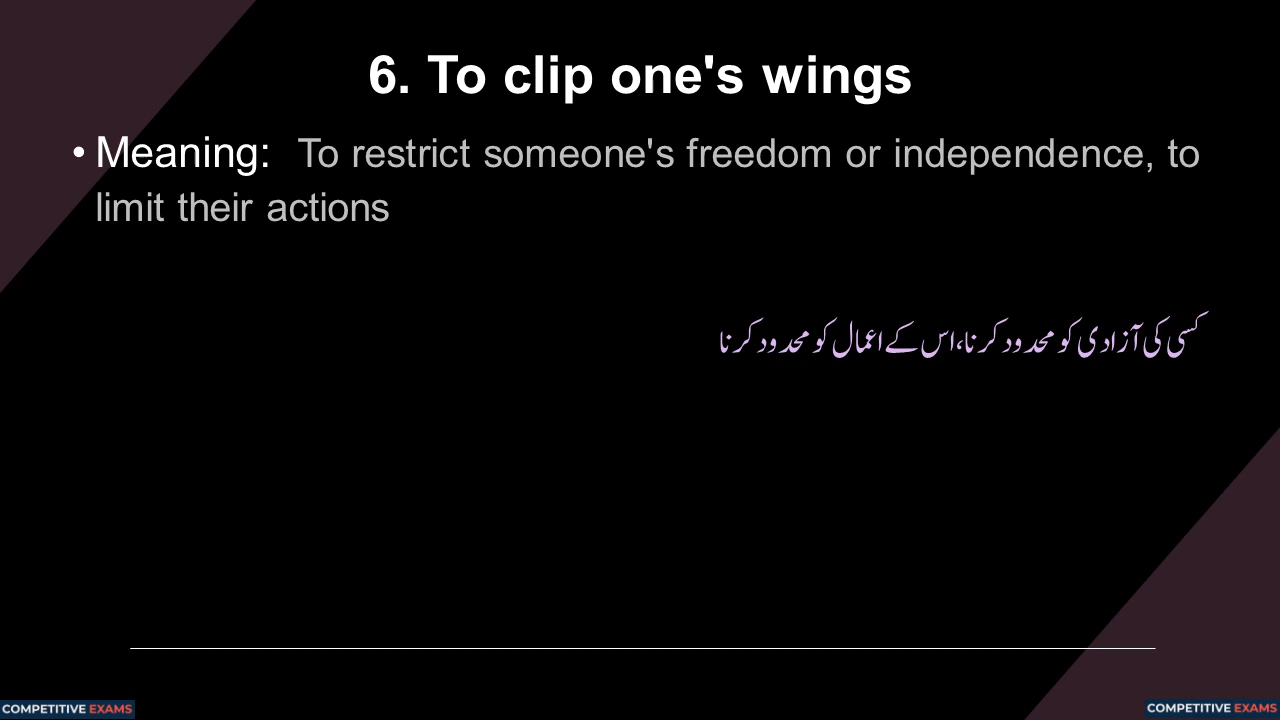 6. To clip one's wings
• Meaning: To restrict someone's freedom or independence, to
limit their actions
کسی کی آزادی کو محدود کرنا، اس کے اعمال کو محدود کرنا
COMPETITIVE EXAMS
COMPETITIVE EXAMS